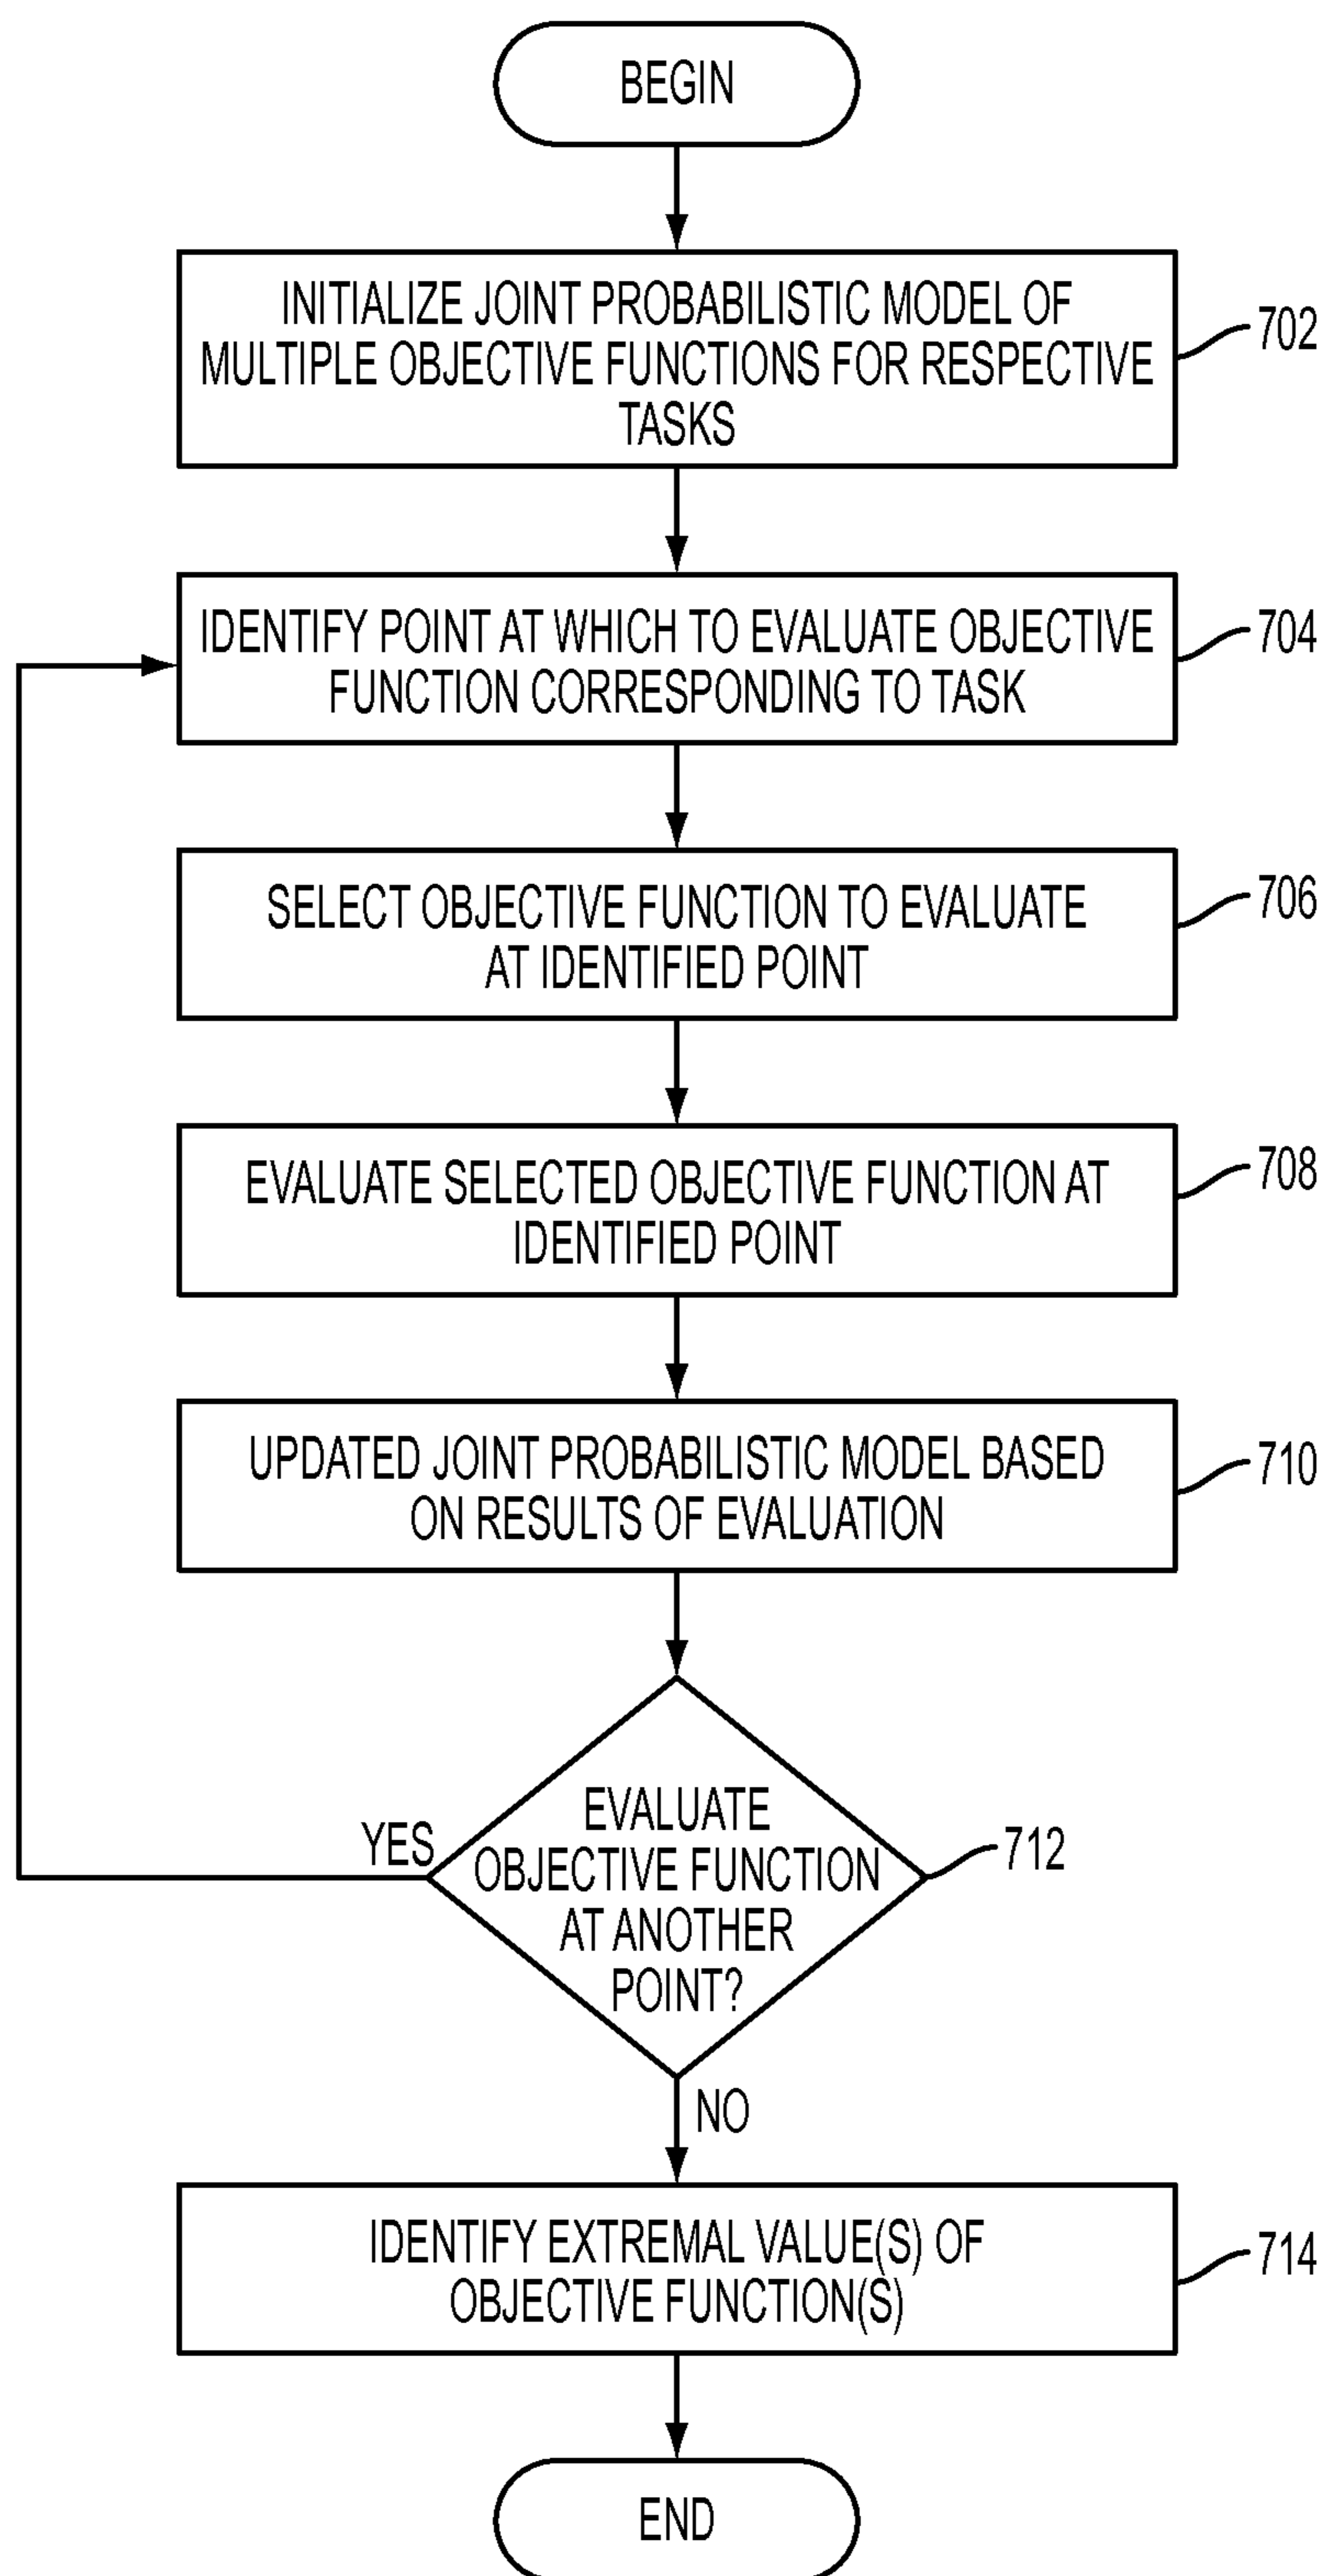 BEGIN
INITIALIZE JOINT PROBABILISTIC MODEL OF
MULTIPLE OBJECTIVE FUNCTIONS FOR RESPECTIVE
TASKS
702
IDENTIFY POINT AT WHICH TO EVALUATE OBJECTIVE
FUNCTION CORRESPONDING TO TASK
704
SELECT OBJECTIVE FUNCTION TO EVALUATE
AT IDENTIFIED POINT
706
EVALUATE SELECTED OBJECTIVE FUNCTION AT
IDENTIFIED POINT
708
UPDATED JOINT PROBABILISTIC MODEL BASED
ON RESULTS OF EVALUATION
710
YES
EVALUATE
OBJECTIVE FUNCTION
AT ANOTHER
POINT?
712
NO
IDENTIFY EXTREMAL VALUE(S) OF
OBJECTIVE FUNCTION(S)
714
END